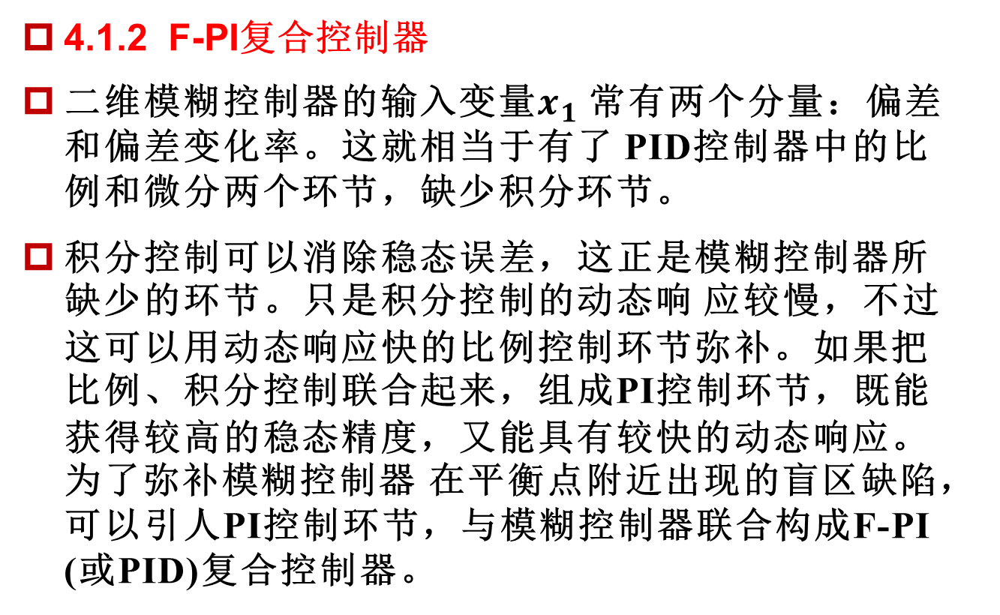 4.1.2 F-PI复合控制器
二维模糊控制器的输入变量x₁ 常有两个分量：偏差
和偏差变化率。这就相当于有了 PID控制器中的比
例和微分两个环节，缺少积分环节。
积分控制可以消除稳态误差，这正是模糊控制器所
缺少的环节。只是积分控制的动态响 应较慢，不过
这可以用动态响应快的比例控制环节弥补。如果把
比例、积分控制联合起来，组成PI控制环节，既能
获得较高的稳态精度，又能具有较快的动态响应。
为了弥补模糊控制器 在平衡点附近出现的盲区缺陷，
可以引人PI控制环节，与模糊控制器联合构成F-PI
(或PID)复合控制器。